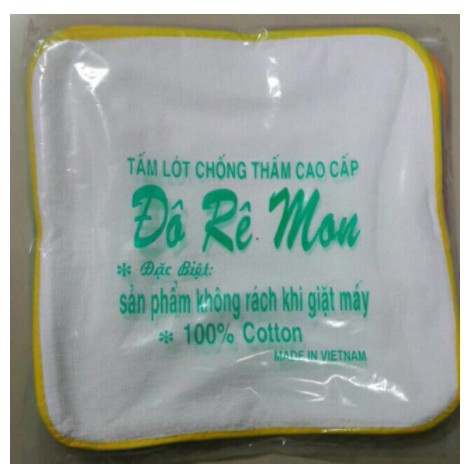 TẤM LÓT CHỐNG THẤM CAO CẤP
Đô Rê Mon
* Đặc Biệt:
sản phẩm không rách khi giặt máy
* 100% Cotton
MADE IN VIETNAM